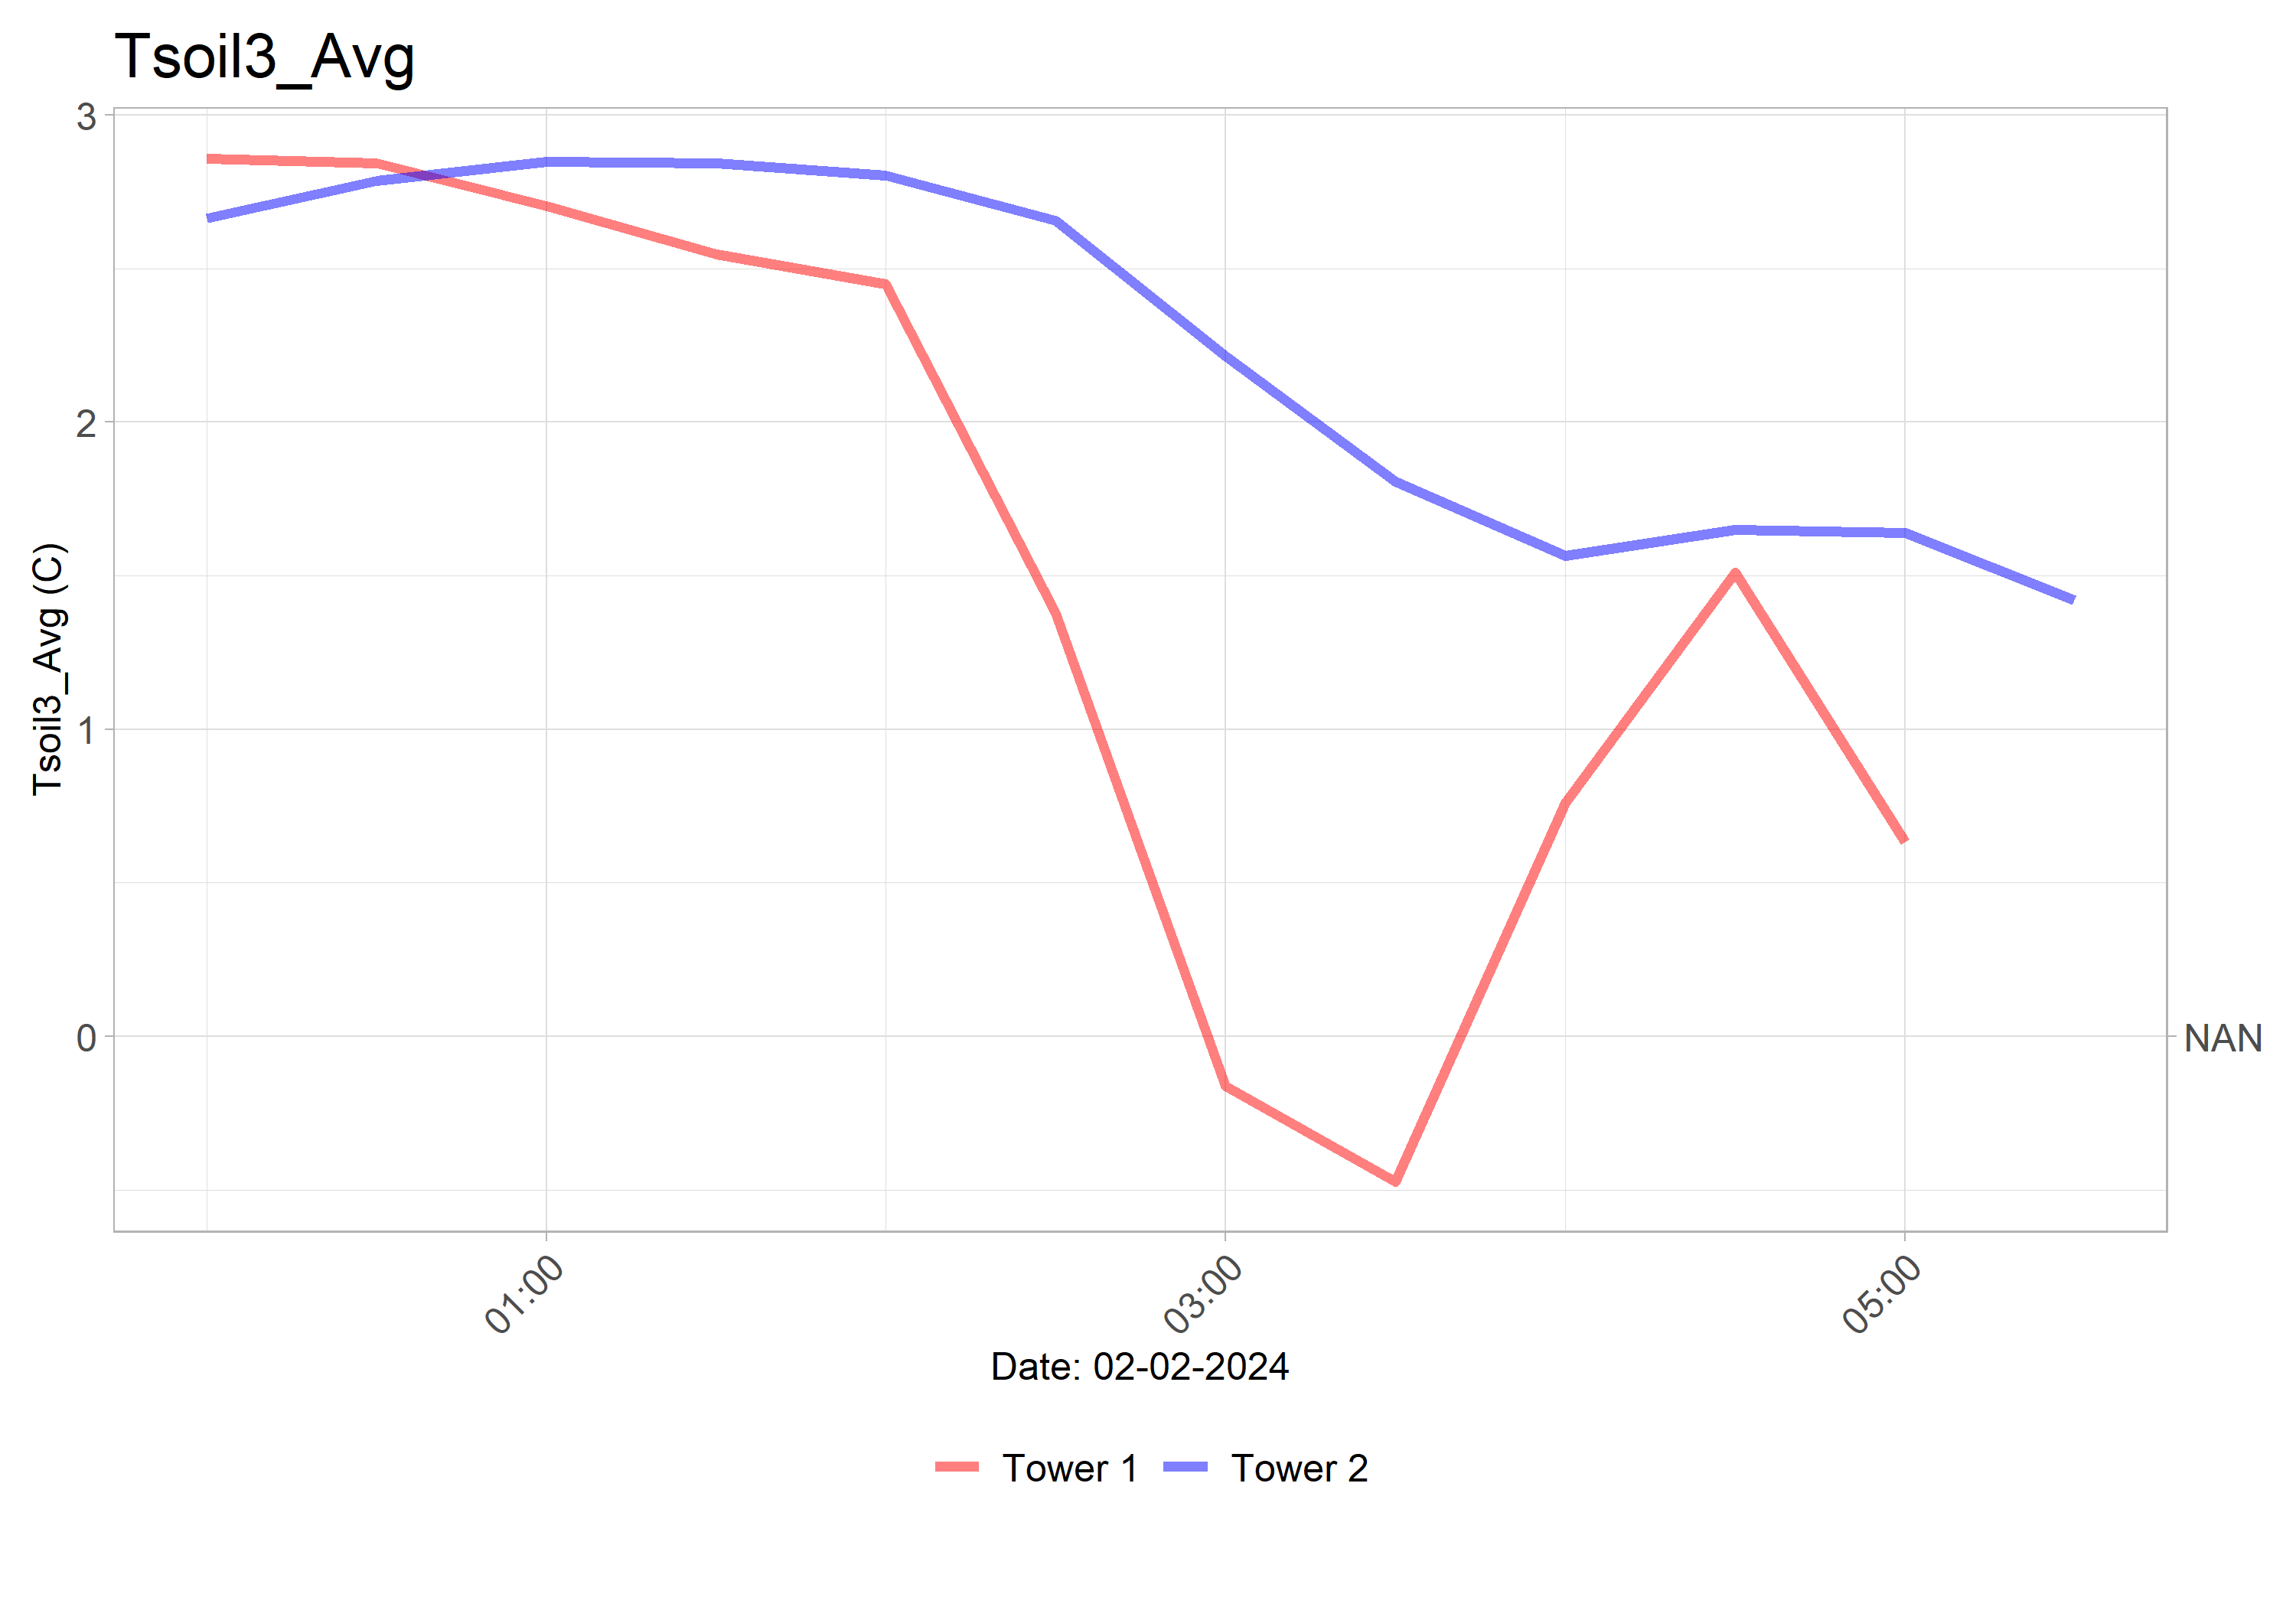 Tsoil3_Avg
3
2
1
0
Tsoil3_Avg (C)
NAN
01:00
03:00
05:00
Date: 02-02-2024
Tower 1
Tower 2